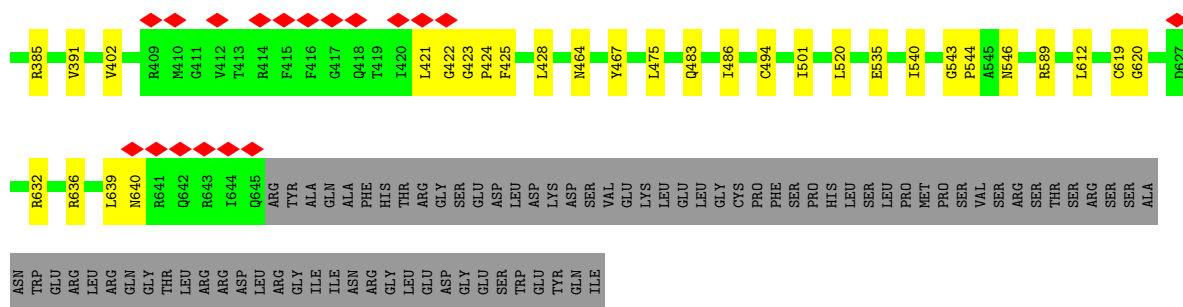 R385 V391 V402 R409 M410 G411 V412 T413 R414 F415 F416 G417 Q418 T419 I420 L421 G422 G423 P424 F425 L428 N464 Y467 L475 Q483 I486 C494 I501 L520 E535 I540 G543 P544 A545 N546 R589 L612 C619 G620 D627
R632 R636 L639 N640 R641 Q642 R643 I644 Q645 ARG TYR ALA GLN ALA PHE HIS THR ARG GLY SER GLU ASP LEU ASP LYS ASP SER VAL GLU LYS LEU GLU LEU GLY CYS PRO PHE SER PRO HIS LEU SER LEU PRO MET PRO SER VAL SER ARG SER THR SER ARG SER SER ALA
ASN TRP GLU ARG LEU ARG GLN GLY THR LEU ARG ARG ASP LEU ARG GLY ILE ILE ASN ARG GLY LEU GLU ASP GLY GLU SER TRP GLU TYR GLN ILE